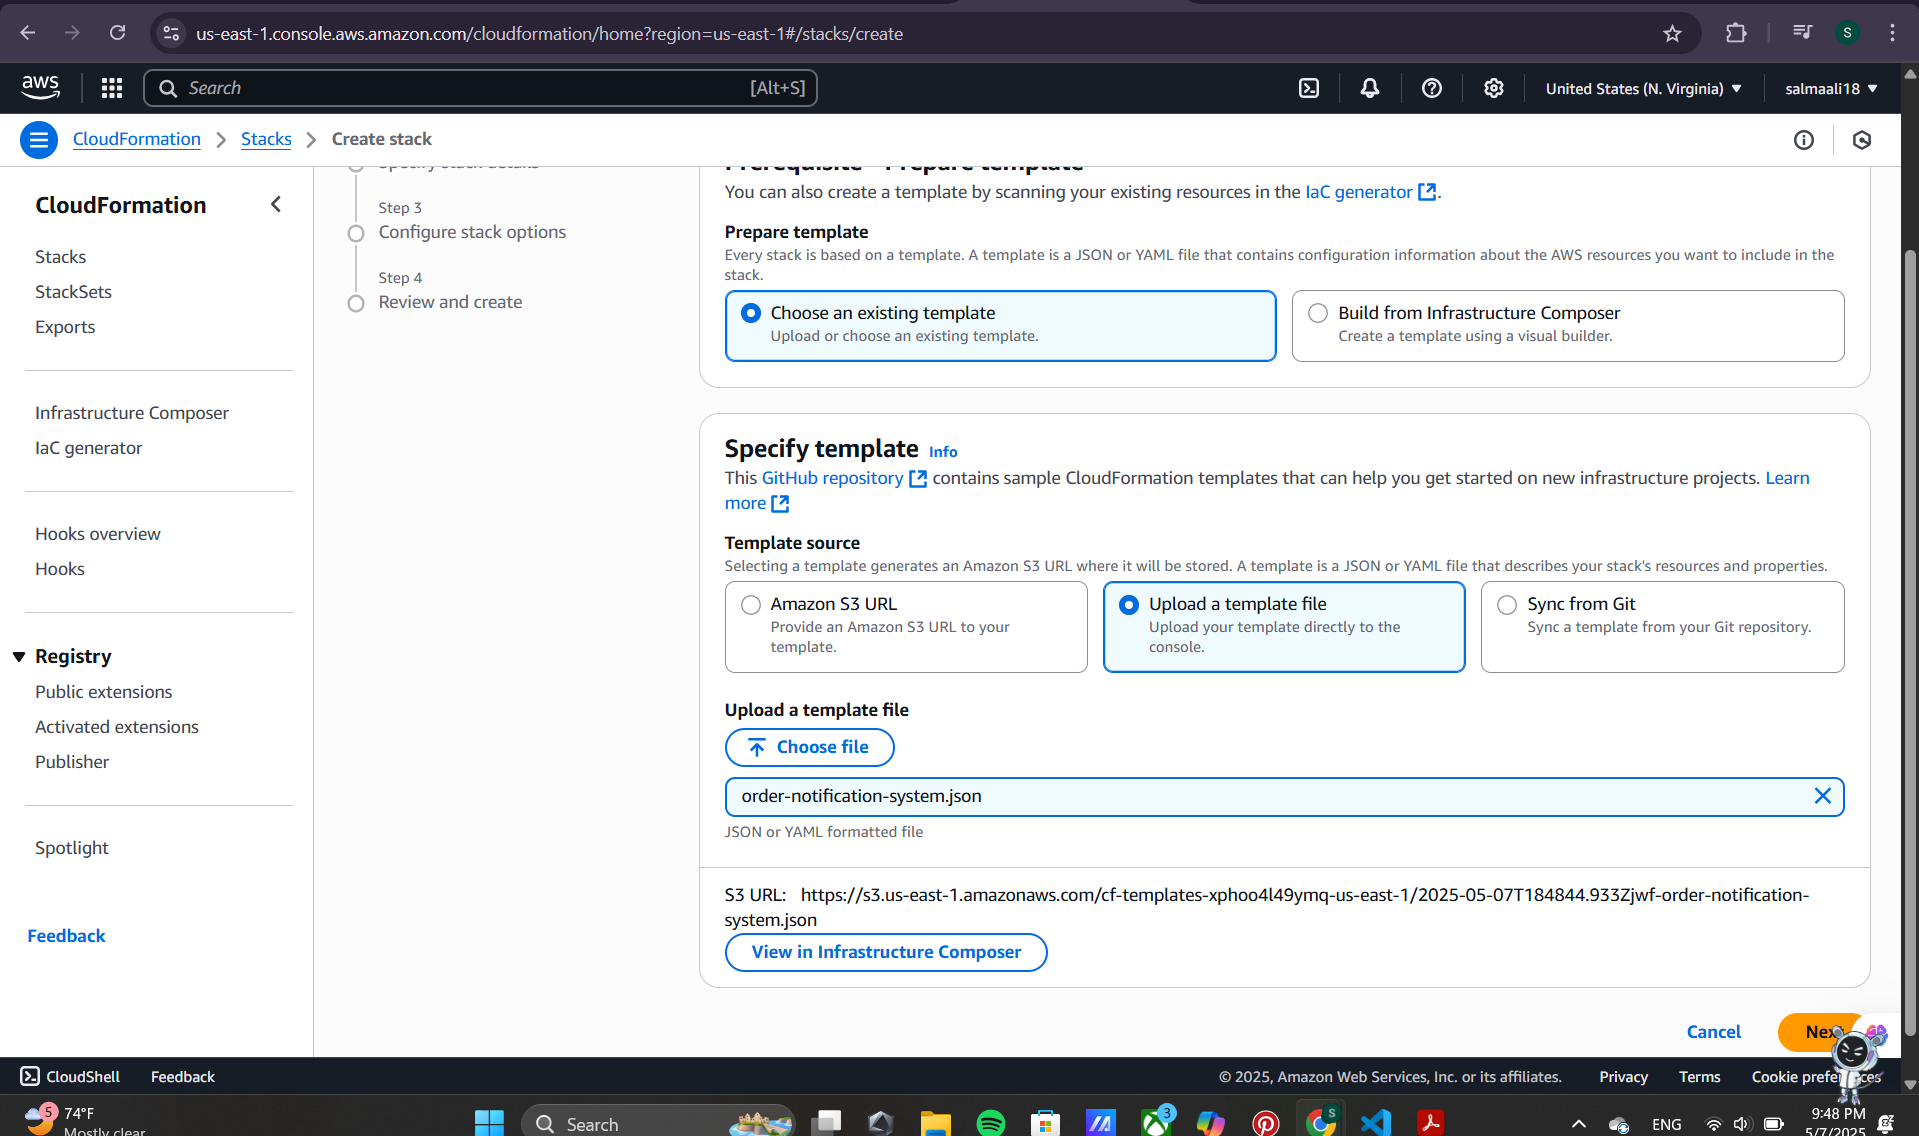 us-east-1.console.aws.amazon.com/cloudformation/home?region=us-east-1#/stacks/create
S
aws
Search
[Alt+S]
United States (N. Virginia)
salmaali18
CloudFormation
Stacks
Create stack
CloudFormation
Stacks
StackSets
Exports
Infrastructure Composer
IaC generator
Hooks overview
Hooks
Registry
Public extensions
Activated extensions
Publisher
Spotlight
Feedback
Specify stack details
Step 3
Configure stack options
Step 4
Review and create
Prerequisite - Prepare template
You can also create a template by scanning your existing resources in the IaC generator.
Prepare template
Every stack is based on a template. A template is a JSON or YAML file that contains configuration information about the AWS resources you want to include in the
stack.
Choose an existing template
Upload or choose an existing template.
Build from Infrastructure Composer
Create a template using a visual builder.
Specify template Info
This GitHub repository contains sample CloudFormation templates that can help you get started on new infrastructure projects. Learn
more
Template source
Selecting a template generates an Amazon S3 URL where it will be stored. A template is a JSON or YAML file that describes your stack's resources and properties.
Amazon S3 URL
Provide an Amazon S3 URL to your
template.
Upload a template file
Upload your template directly to the
console.
Sync from Git
Sync a template from your Git repository.
Upload a template file
Choose file
order-notification-system.json
JSON or YAML formatted file
S3 URL: https://s3.us-east-1.amazonaws.com/cf-templates-xphoo4l49ymq-us-east-1/2025-05-07T184844.933Zjwf-order-notification-
system.json
View in Infrastructure Composer
Cancel
Next
CloudShell
Feedback
© 2025, Amazon Web Services, Inc. or its affiliates.
Privacy
Terms
Cookie preferences
5
74°F
Mostly clear
Search
3
S
ENG
9:48 PM
5/7/2025